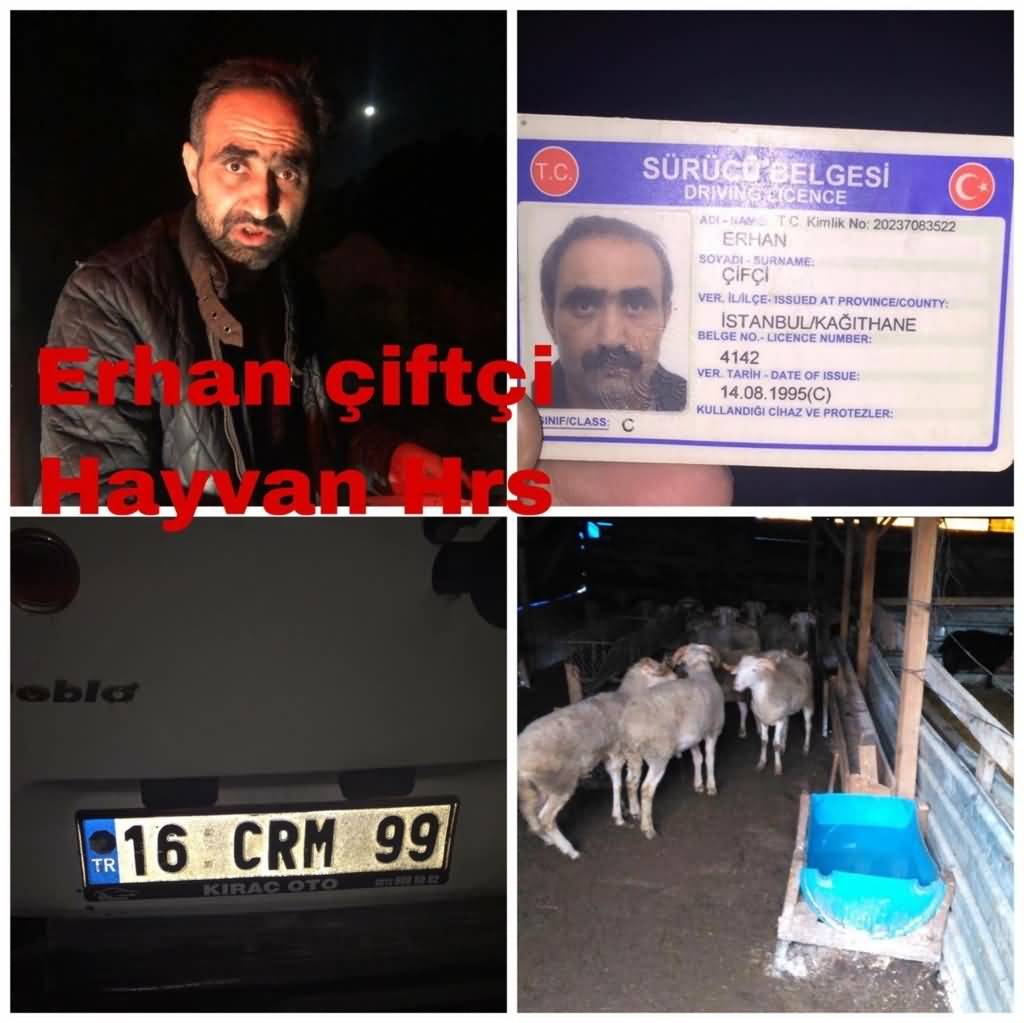 Erhan çiftçi
Hayvan Hrs
T.C.
SÜRÜCÜ BELGESİ
DRIVING LICENCE
ADI - NAME: T.C. Kimlik No: 20237083522
ERHAN
SOYADI - SURNAME:
ÇİFÇİ
VER. İL/İLÇE- ISSUED AT PROVINCE/COUNTY:
İSTANBUL/KAĞITHANE
BELGE NO.- LICENCE NUMBER:
4142
VER. TARİH - DATE OF ISSUE:
14.08.1995(C)
KULLANDIĞI CİHAZ VE PROTEZLER:
SINIF/CLASS: C
oblo
TR 16 CRM 99
KIRAÇ OTO